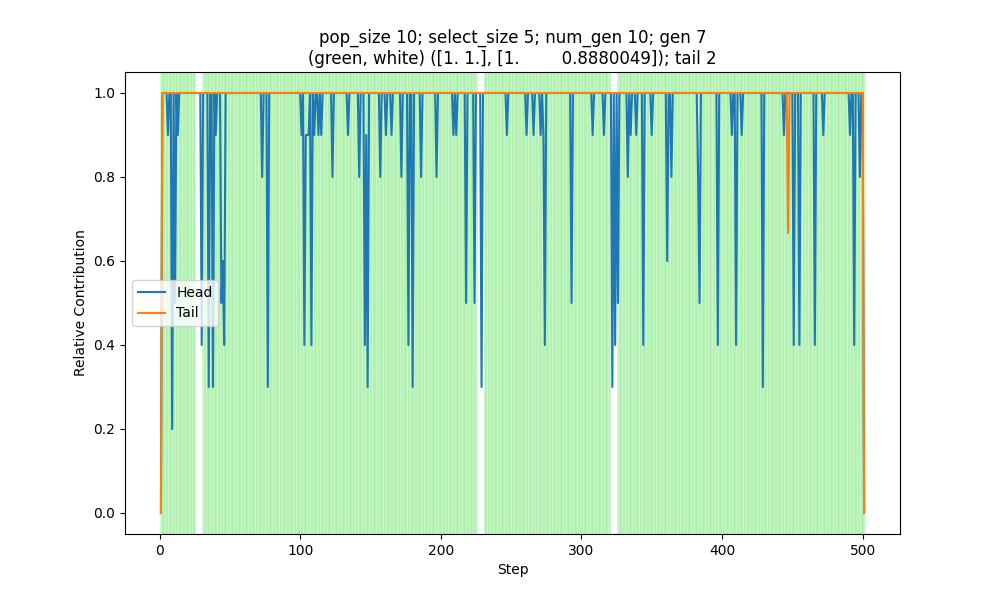 pop_size 10; select_size 5; num_gen 10; gen 7
(green, white) ([1. 1.], [1.        0.8880049]); tail 2
1.0
0.8
0.6
0.4
0.2
0.0
Relative Contribution
Head
Tail
0
100
200
300
400
500
Step